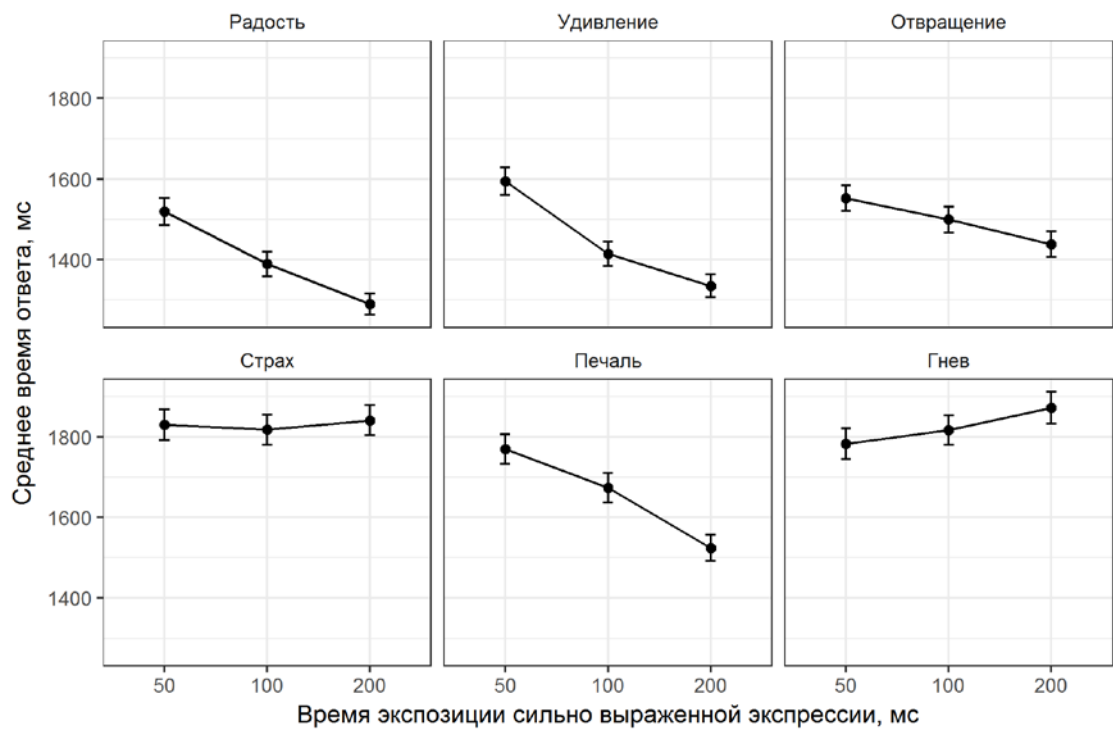 Радость Удивление Отвращение
1800
1600
1400
Страх Печаль Гнев
1800
1600
1400
50 100 200 50 100 200 50 100 200
Время экспозиции сильно выраженной экспрессии, мс
Среднее время ответа, мс